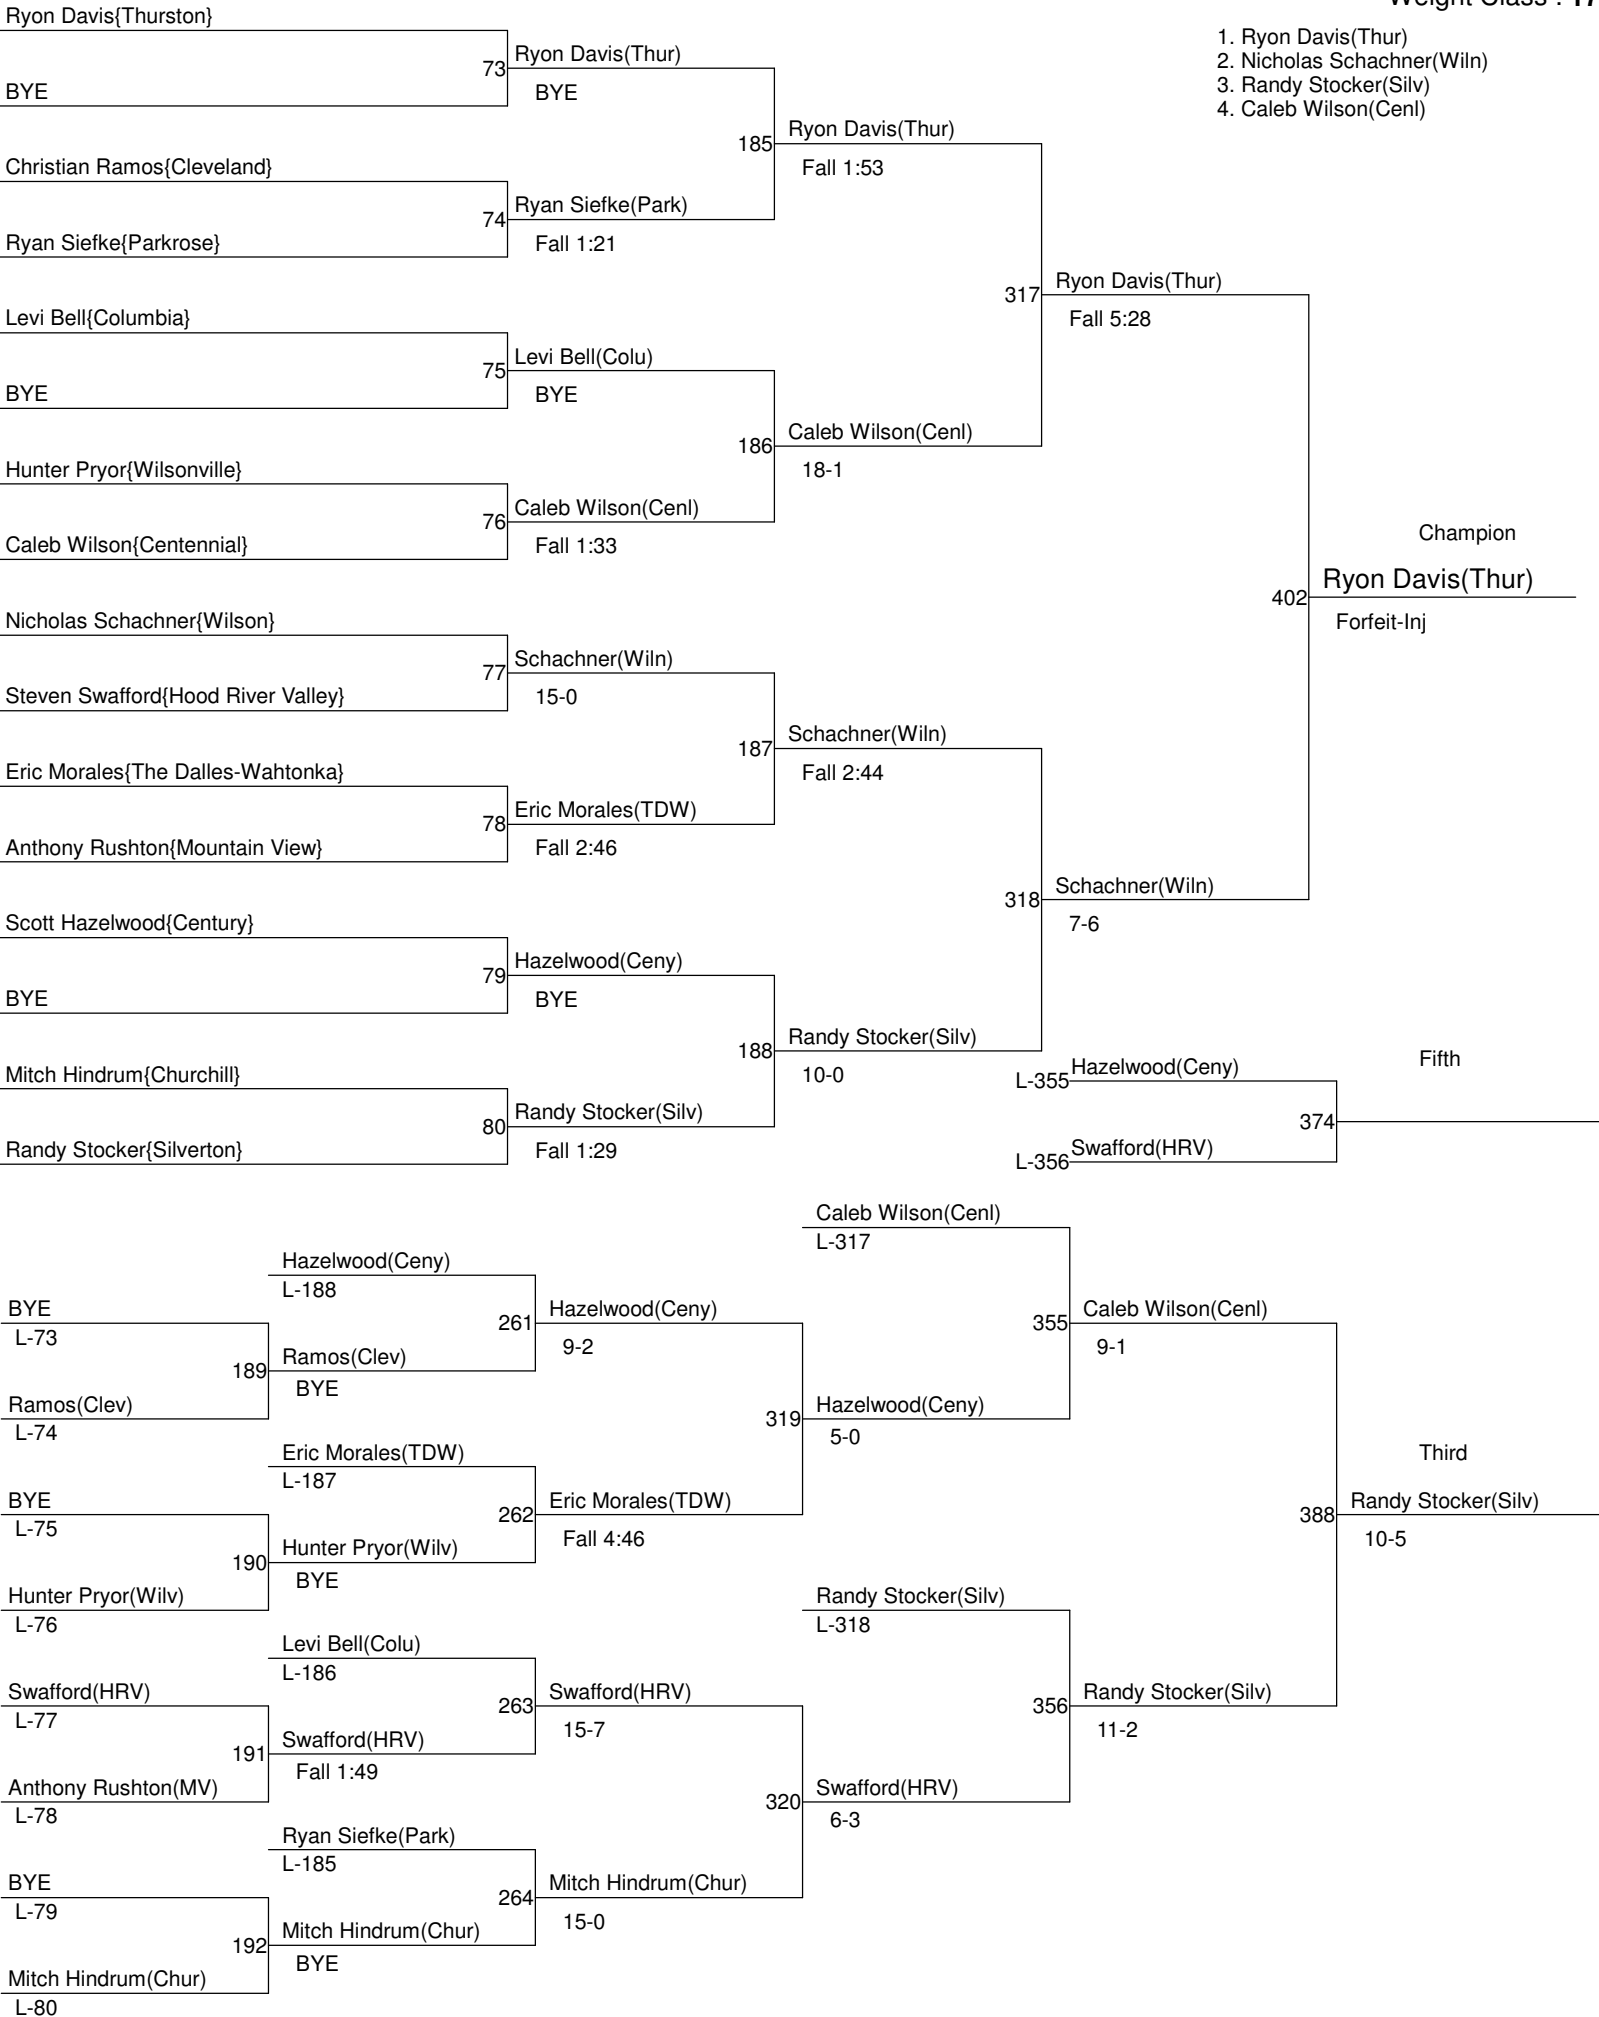 Weight Class : 17
1. Ryon Davis(Thur)
2. Nicholas Schachner(Wiln)
3. Randy Stocker(Silv)
4. Caleb Wilson(Cenl)
Ryon Davis{Thurston}
BYE
Christian Ramos{Cleveland}
Ryan Siefke{Parkrose}
Levi Bell{Columbia}
BYE
Hunter Pryor{Wilsonville}
Caleb Wilson{Centennial}
Nicholas Schachner{Wilson}
Steven Swafford{Hood River Valley}
Eric Morales{The Dalles-Wahtonka}
Anthony Rushton{Mountain View}
Scott Hazelwood{Century}
BYE
Mitch Hindrum{Churchill}
Randy Stocker{Silverton}
73
Ryon Davis(Thur)
BYE
74
Ryan Siefke(Park)
Fall 1:21
75
Levi Bell(Colu)
BYE
76
Caleb Wilson(Cenl)
Fall 1:33
77
Schachner(Wiln)
15-0
78
Eric Morales(TDW)
Fall 2:46
79
Hazelwood(Ceny)
BYE
80
Randy Stocker(Silv)
Fall 1:29
185
Ryon Davis(Thur)
Fall 1:53
186
Caleb Wilson(Cenl)
18-1
187
Schachner(Wiln)
Fall 2:44
188
Randy Stocker(Silv)
10-0
317
Ryon Davis(Thur)
Fall 5:28
318
Schachner(Wiln)
7-6
Champion
402
Ryon Davis(Thur)
Forfeit-Inj
Fifth
L-355
Hazelwood(Ceny)
374
L-356
Swafford(HRV)
BYE
L-73
189
Ramos(Clev)
L-74
BYE
L-75
190
Hunter Pryor(Wilv)
L-76
Swafford(HRV)
L-77
191
Anthony Rushton(MV)
L-78
BYE
L-79
192
Mitch Hindrum(Chur)
L-80
Hazelwood(Ceny)
L-188
261
Ramos(Clev)
BYE
Eric Morales(TDW)
L-187
262
Hunter Pryor(Wilv)
BYE
Levi Bell(Colu)
L-186
263
Swafford(HRV)
Fall 1:49
Ryan Siefke(Park)
L-185
264
Mitch Hindrum(Chur)
BYE
Hazelwood(Ceny)
9-2
319
Eric Morales(TDW)
Fall 4:46
Swafford(HRV)
15-7
320
Mitch Hindrum(Chur)
15-0
Caleb Wilson(Cenl)
L-317
355
Hazelwood(Ceny)
5-0
Randy Stocker(Silv)
L-318
356
Swafford(HRV)
6-3
Caleb Wilson(Cenl)
9-1
388
Randy Stocker(Silv)
11-2
Third
Randy Stocker(Silv)
10-5